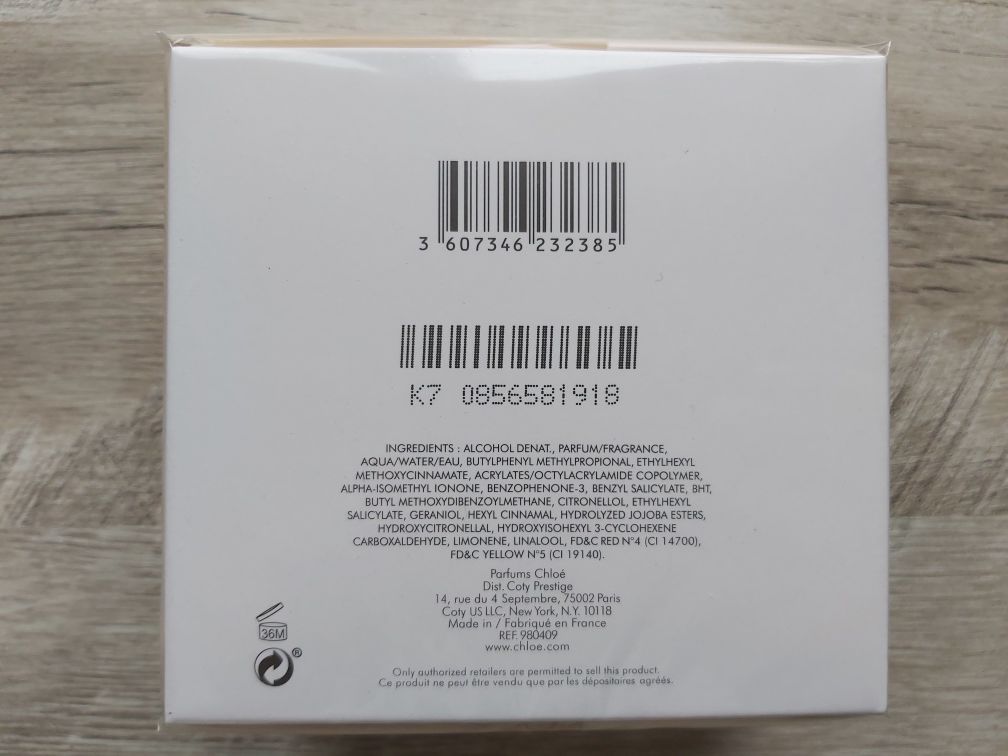 3 607346 232385
K7 0856581918
INGREDIENTS : ALCOHOL DENAT., PARFUM/FRAGRANCE,
AQUA/WATER/EAU, BUTYLPHENYL METHYLPROPIONAL, ETHYLHEXYL
METHOXYCINNAMATE, ACRYLATES/OCTYLACRYLAMIDE COPOLYMER,
ALPHA-ISOMETHYL IONONE, BENZOPHENONE-3, BENZYL SALICYLATE, BHT,
BUTYL METHOXYDIBENZOYLMETHANE, CITRONELLOL, ETHYLHEXYL
SALICYLATE, GERANIOL, HEXYL CINNAMAL, HYDROLYZED JOJOBA ESTERS,
HYDROXYCITRONELLAL, HYDROXYISOHEXYL 3-CYCLOHEXENE
CARBOXALDEHYDE, LIMONENE, LINALOOL, FD&C RED N°4 (CI 14700),
FD&C YELLOW N°5 (CI 19140).
Parfums Chloé
Dist. Coty Prestige
14, rue du 4 Septembre, 75002 Paris
Coty US LLC, New York, N.Y. 10118
Made in / Fabriqué en France
REF. 980409
www.chloe.com
36M
®
Only authorized retailers are permitted to sell this product.
Ce produit ne peut être vendu que par les dépositaires agréés.